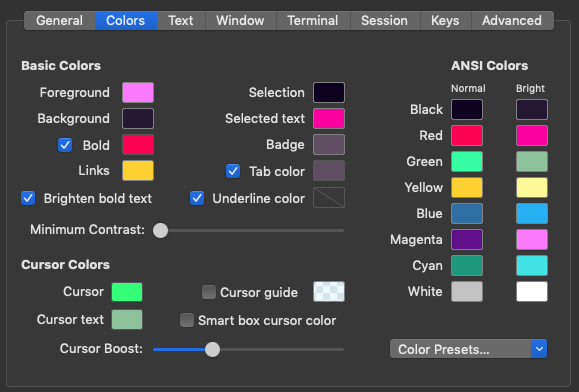 General Colors Text Window Terminal Session Keys Advanced
Basic Colors
Foreground
Background
Bold
Links
Brighten bold text
Minimum Contrast:
Selection
Selected text
Badge
Tab color
Underline color
Cursor Colors
Cursor
Cursor text
Cursor Boost:
Cursor guide
Smart box cursor color
ANSI Colors
Normal Bright
Black
Red
Green
Yellow
Blue
Magenta
Cyan
White
Color Presets...